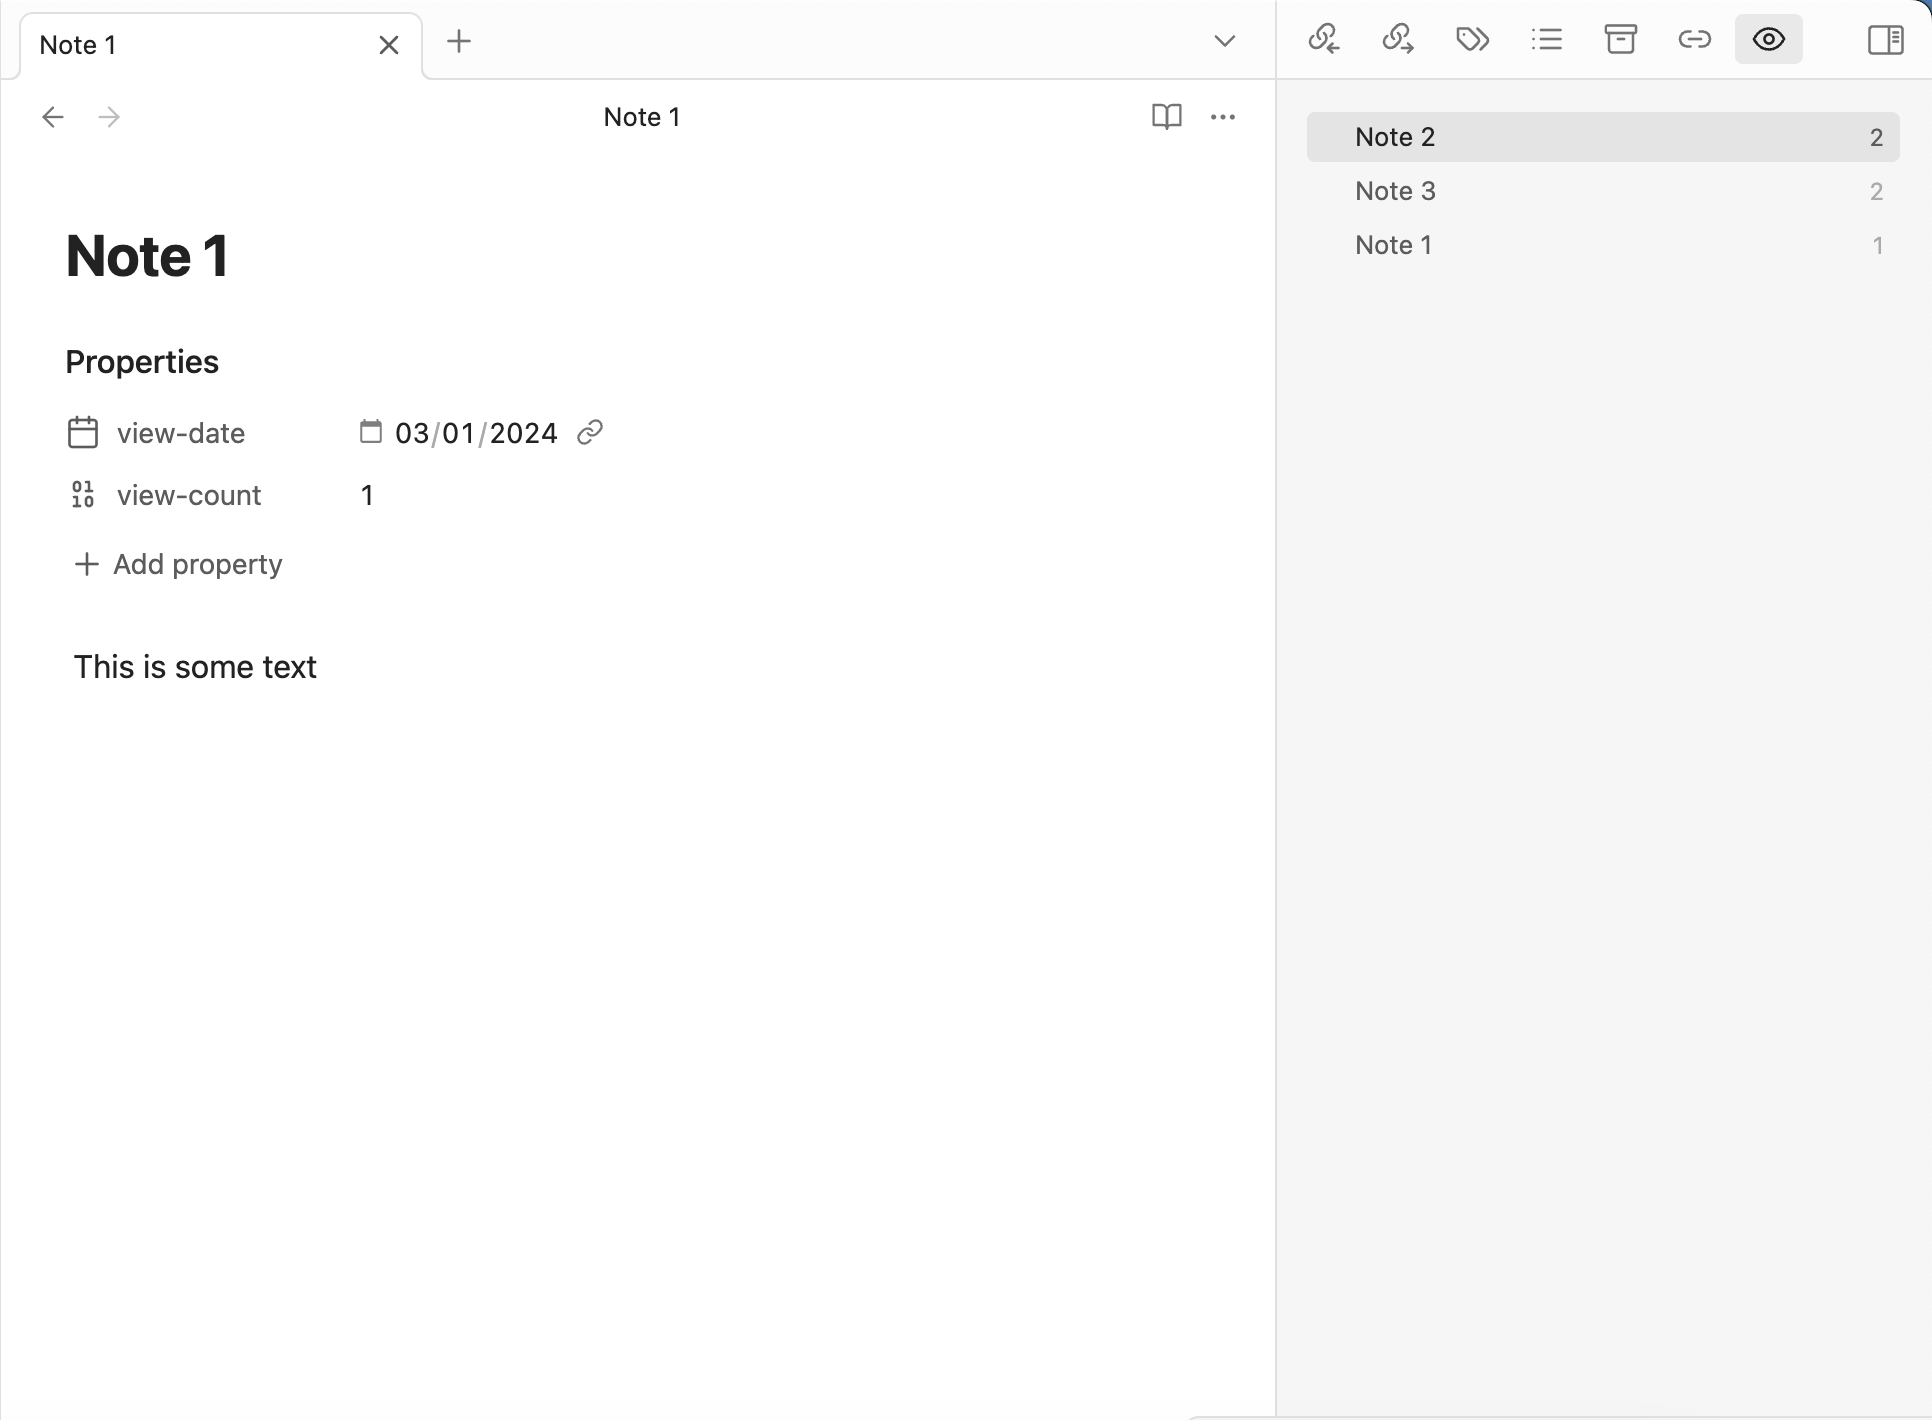 Note 1
Note 1
Note 1
Properties
view-date 03/01/2024
view-count 1
Add property
This is some text
Note 2 2
Note 3 2
Note 1 1